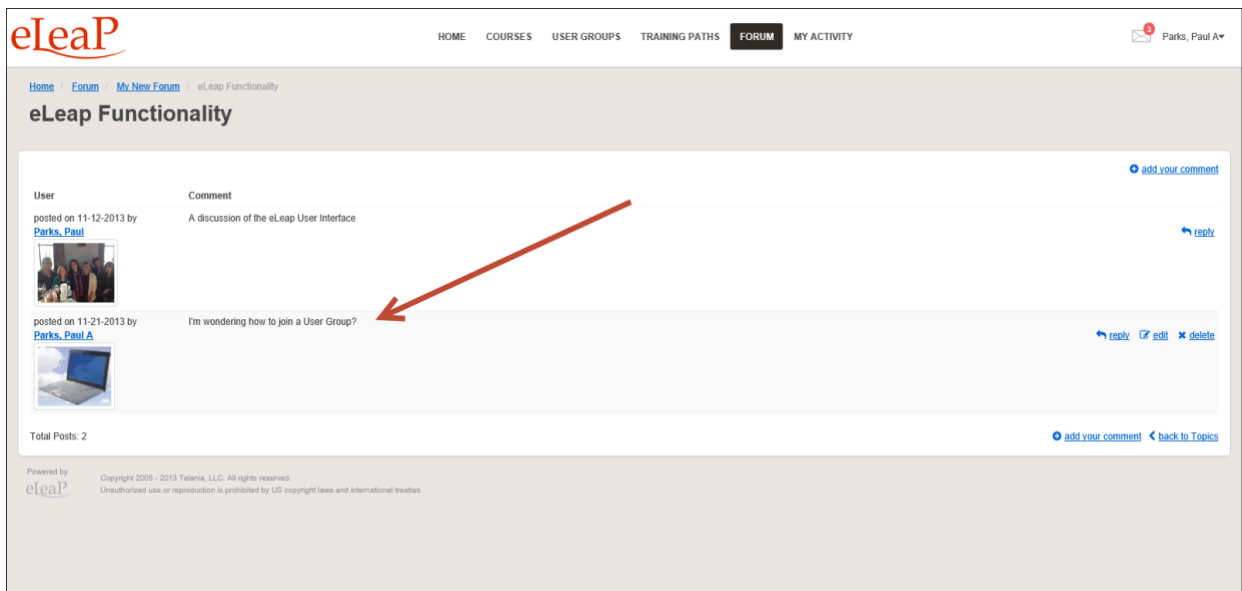 eLeaP
HOME COURSES USER GROUPS TRAINING PATHS FORUM MY ACTIVITY
3 Parks, Paul A
Home / Forum / My New Forum / eLeap Functionality
eLeap Functionality
add your comment
User Comment
posted on 11-12-2013 by A discussion of the eLeap User Interface
Parks, Paul reply
posted on 11-21-2013 by I'm wondering how to join a User Group?
Parks, Paul A reply edit delete
Total Posts: 2 add your comment back to Topics
Powered by
eLeaP
Copyright 2005 - 2013 Talania, LLC. All rights reserved.
Unauthorized use or reproduction is prohibited by US copyright laws and international treaties.